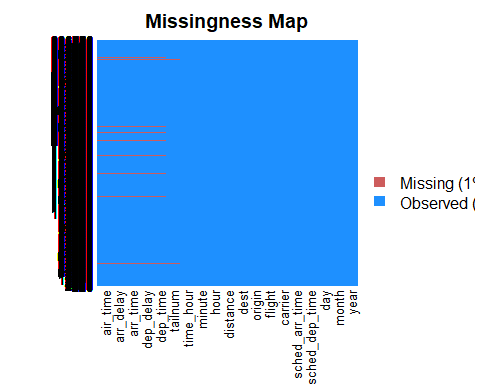 Missingness Map
Missing (1%
Observed (
air_time
arr_delay
arr_time
dep_delay
dep_time
tailnum
time_hour
minute
hour
distance
dest
origin
flight
carrier
sched_arr_time
sched_dep_time
day
month
year